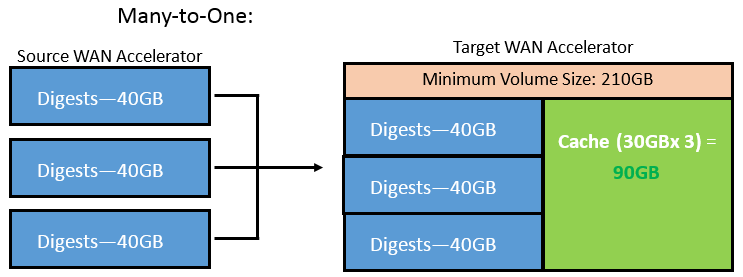 Many-to-One:
Source WAN Accelerator
Digests—40GB
Digests—40GB
Digests—40GB
Target WAN Accelerator
Minimum Volume Size: 210GB
Digests—40GB
Digests—40GB
Digests—40GB
Cache (30GBx 3) =
90GB